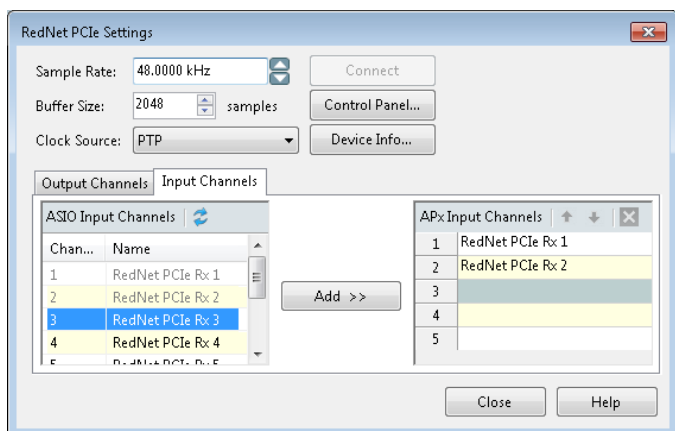 RedNet PCIe Settings
Sample Rate: 48.0000 kHz Connect
Buffer Size: 2048 samples Control Panel...
Clock Source: PTP Device Info...
Output Channels Input Channels
ASIO Input Channels APx Input Channels
Chan... Name
1 RedNet PCIe Rx 1
2 RedNet PCIe Rx 2
3 RedNet PCIe Rx 3
4 RedNet PCIe Rx 4
Add >>
1 RedNet PCIe Rx 1
2 RedNet PCIe Rx 2
3
4
5
Close Help